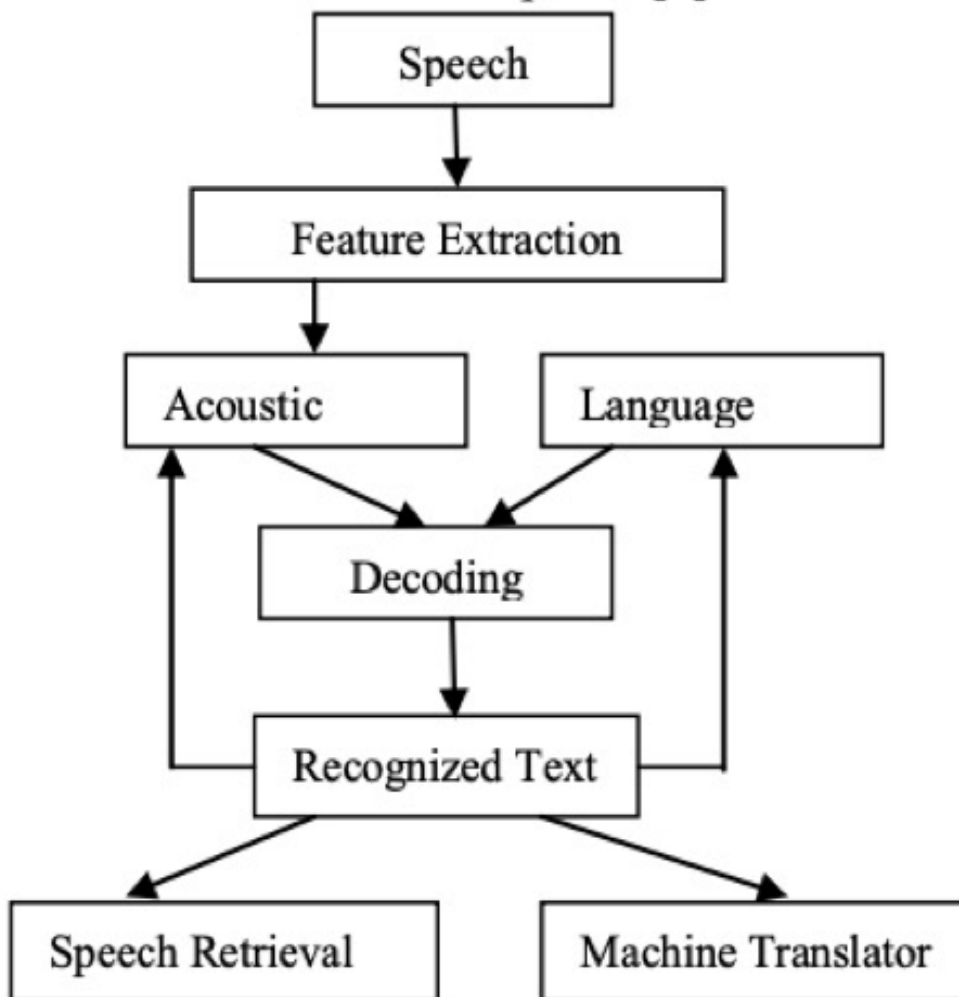 Speech
Feature Extraction
Acoustic
Language
Decoding
Recognized Text
Speech Retrieval
Machine Translator